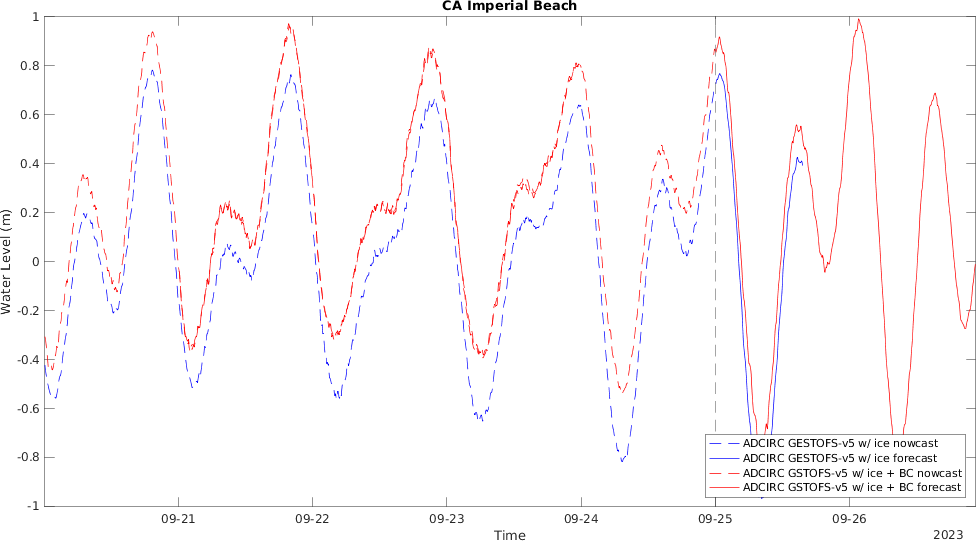 CA Imperial Beach
1
0.8
0.6
0.4
0.2
0
-0.2
-0.4
-0.6
-0.8
-1
Water Level (m)
ADCIRC GESTOFS-v5 w/ ice nowcast
ADCIRC GESTOFS-v5 w/ ice forecast
ADCIRC GSTOFS-v5 w/ ice + BC nowcast
ADCIRC GSTOFS-v5 w/ ice + BC forecast
09-21 09-22 09-23 09-24 09-25 09-26
Time
2023